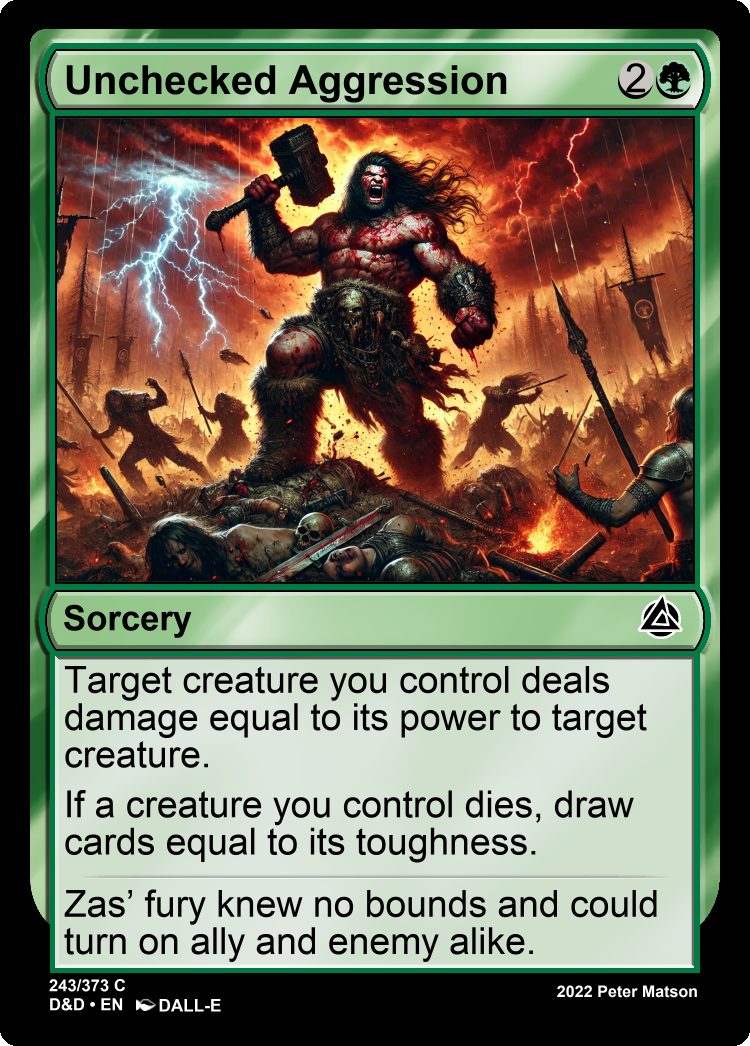 Unchecked Aggression
2
Sorcery
Target creature you control deals
damage equal to its power to target
creature.
If a creature you control dies, draw
cards equal to its toughness.
Zas’ fury knew no bounds and could
turn on ally and enemy alike.
243/373 C
D&D • EN DALL-E
2022 Peter Matson